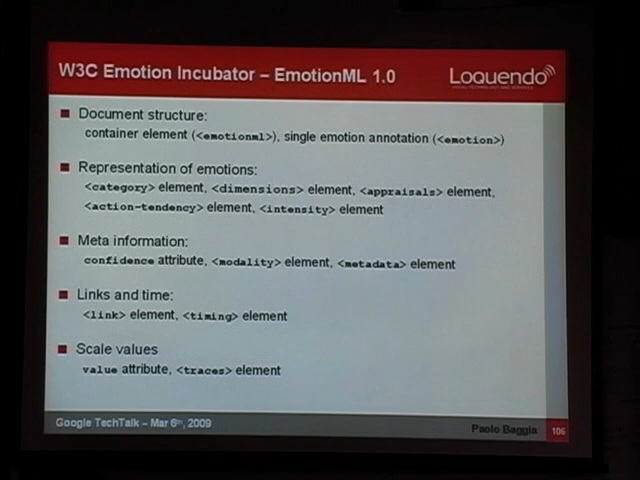 W3C Emotion Incubator – EmotionML 1.0
Loquendo
Document structure:
container element (<emotionml>), single emotion annotation (<emotion>)
Representation of emotions:
<category> element, <dimensions> element, <appraisals> element,
<action-tendency> element, <intensity> element
Meta information:
confidence attribute, <modality> element, <metadata> element
Links and time:
<link> element, <timing> element
Scale values
value attribute, <traces> element
Google TechTalk – Mar 6th, 2009
Paolo Baggia
106